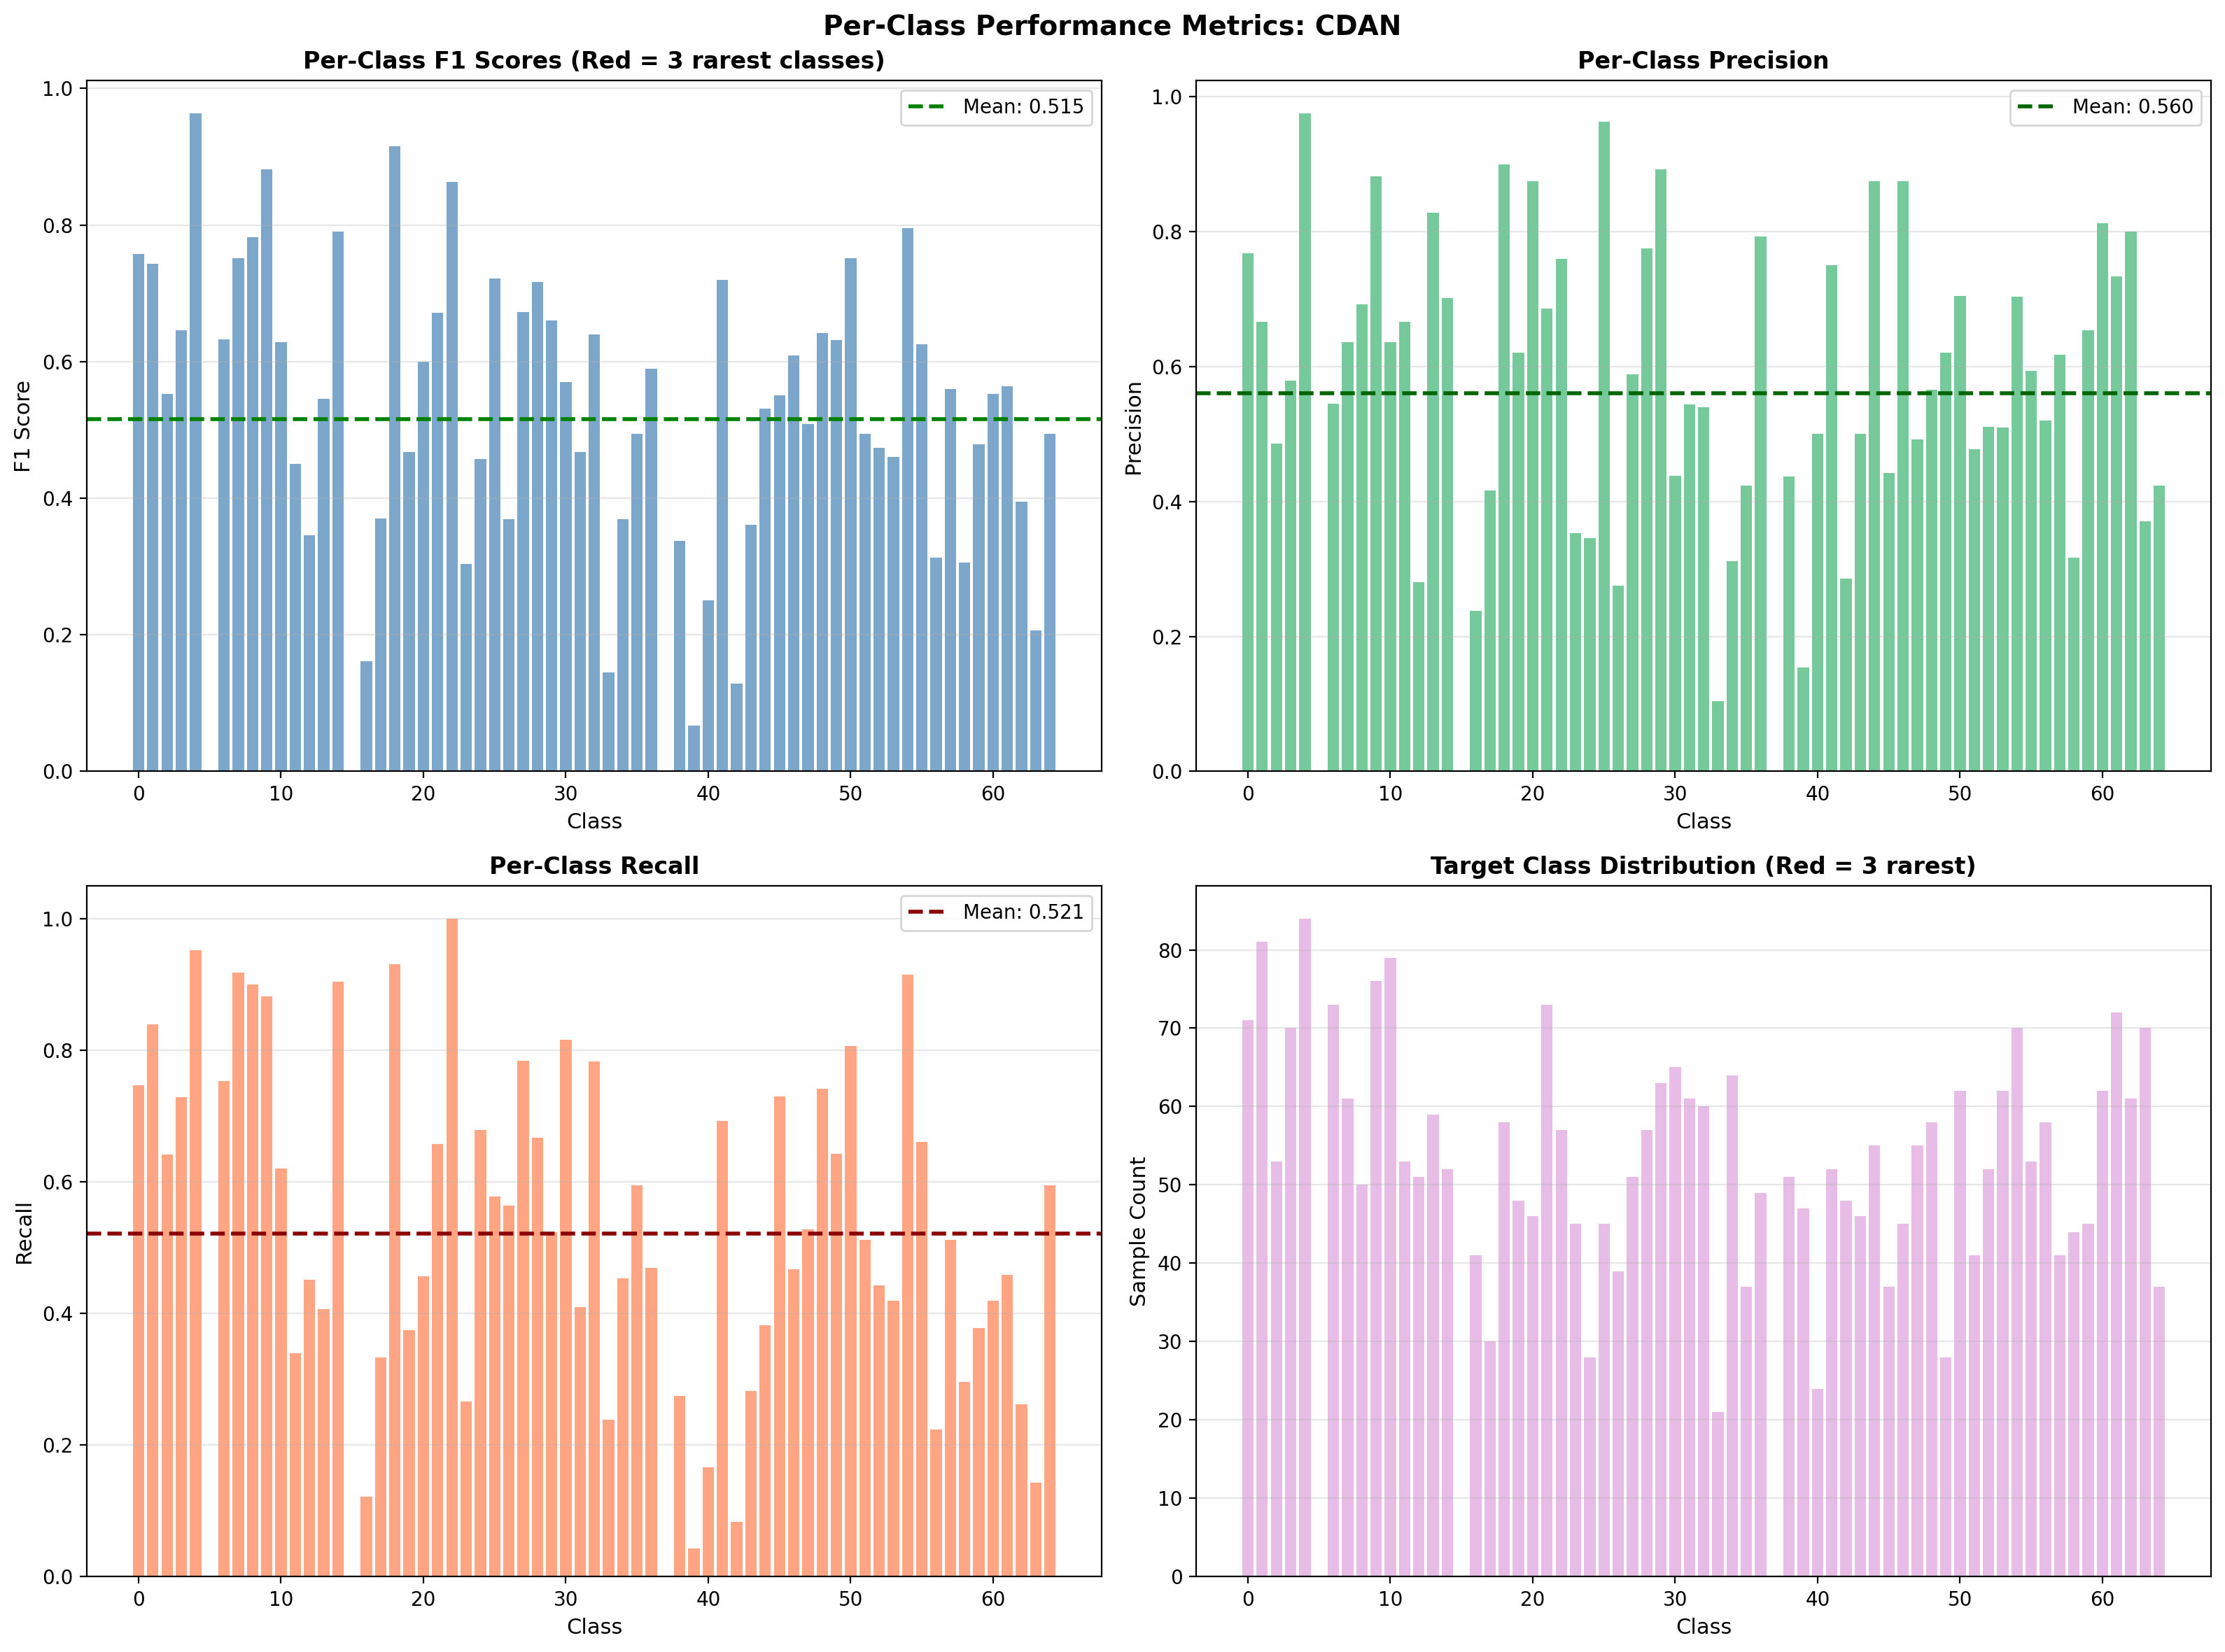 Per-Class Performance Metrics: CDAN
Per-Class F1 Scores (Red = 3 rarest classes)
1.0
0.8
0.6
0.4
0.2
0.0
F1 Score
Mean: 0.515
0 10 20 30 40 50 60
Class
Per-Class Precision
1.0
0.8
0.6
0.4
0.2
0.0
Precision
Mean: 0.560
0 10 20 30 40 50 60
Class
Per-Class Recall
1.0
0.8
0.6
0.4
0.2
0.0
Recall
Mean: 0.521
0 10 20 30 40 50 60
Class
Target Class Distribution (Red = 3 rarest)
80
70
60
50
40
30
20
10
0
Sample Count
0 10 20 30 40 50 60
Class